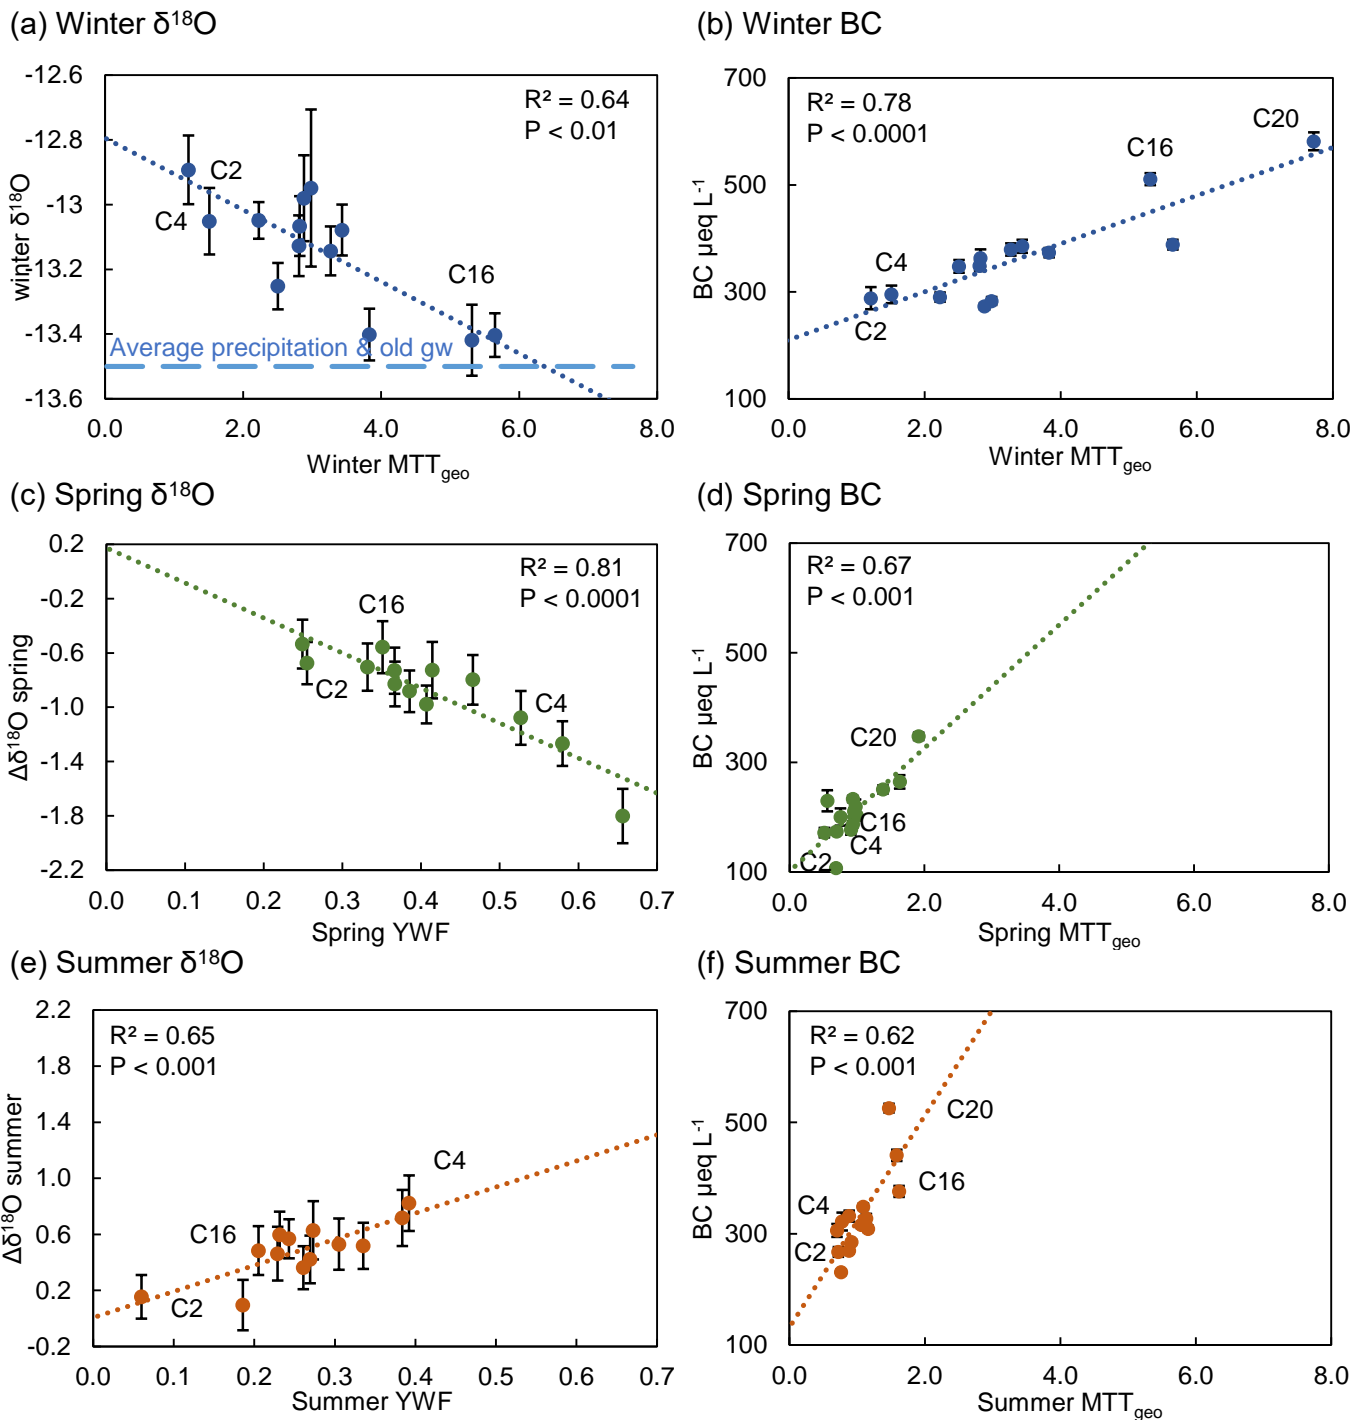 (a) Winter δ¹⁸O
winter δ¹⁸O
-12.6
-12.8
-13
-13.2
-13.4
-13.6
R² = 0.64
P < 0.01
C2
C4
C16
Average precipitation & old gw
0.0 2.0 4.0 6.0 8.0
Winter MTTgeo
(b) Winter BC
BC µeq L⁻¹
700
500
300
100
R² = 0.78
P < 0.0001
C20
C16
C4
C2
0.0 2.0 4.0 6.0 8.0
Winter MTTgeo
(c) Spring δ¹⁸O
Δδ¹⁸O spring
0.2
-0.2
-0.6
-1.0
-1.4
-1.8
-2.2
R² = 0.81
P < 0.0001
C16
C2
C4
0.0 0.1 0.2 0.3 0.4 0.5 0.6 0.7
Spring YWF
(d) Spring BC
BC µeq L⁻¹
700
500
300
100
R² = 0.67
P < 0.001
C20
C16
C4
C2
0.0 2.0 4.0 6.0 8.0
Spring MTTgeo
(e) Summer δ¹⁸O
Δδ¹⁸O summer
2.2
1.8
1.4
1.0
0.6
0.2
-0.2
R² = 0.65
P < 0.001
C4
C16
C2
0.0 0.1 0.2 0.3 0.4 0.5 0.6 0.7
Summer YWF
(f) Summer BC
BC µeq L⁻¹
700
500
300
100
R² = 0.62
P < 0.001
C20
C16
C4
C2
0.0 2.0 4.0 6.0 8.0
Summer MTTgeo